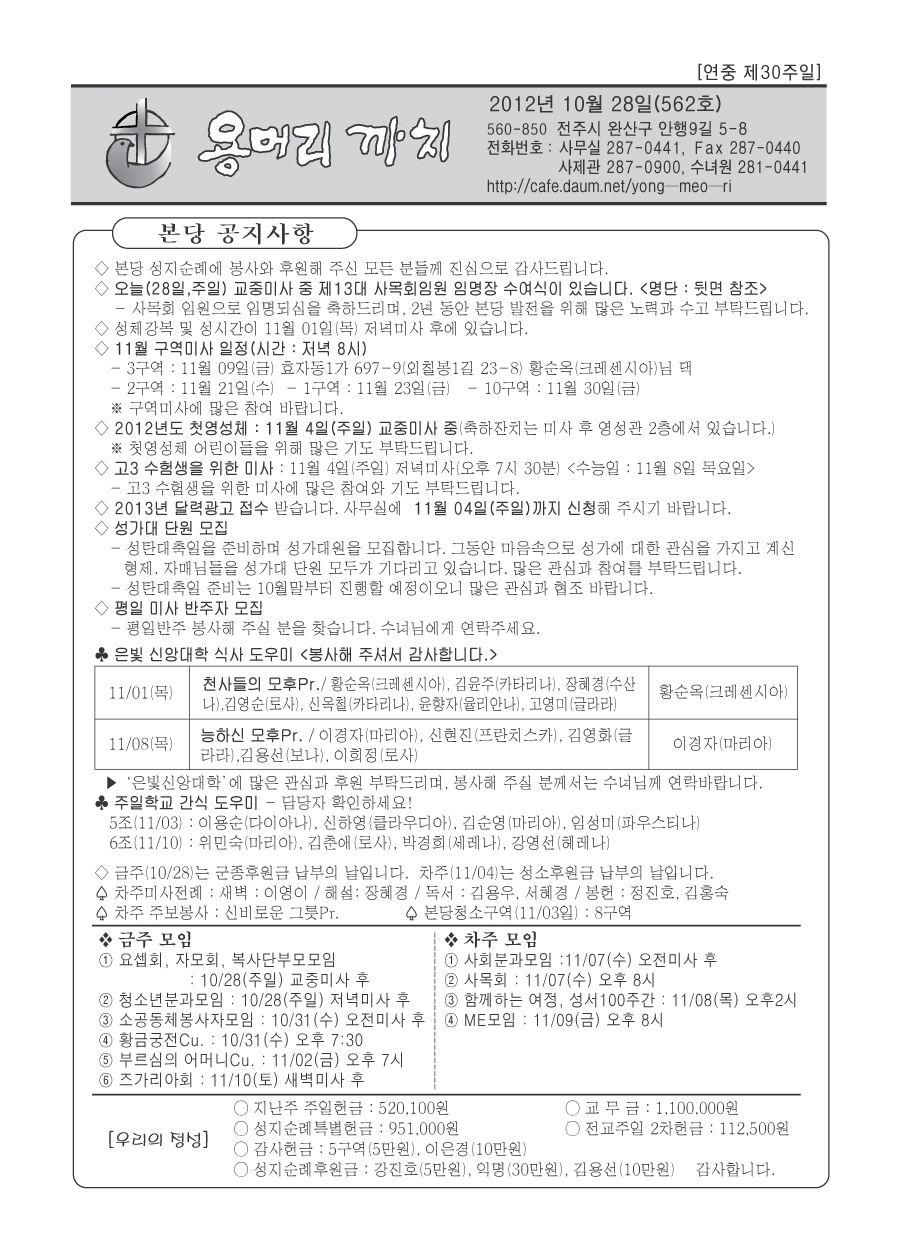 [연중 제30주일]
용머리 까치
2012년 10월 28일(562호)
560-850 전주시 완산구 안행9길 5-8
전화번호 : 사무실 287-0441, Fax 287-0440
사제관 287-0900, 수녀원 281-0441
http://cafe.daum.net/yong─meo─ri
본당 공지사항
◇ 본당 성지순례에 봉사와 후원해 주신 모든 분들께 진심으로 감사드립니다.
◇ 오늘(28일,주일) 교중미사 중 제13대 사목회임원 임명장 수여식이 있습니다. <명단 : 뒷면 참조>
- 사목회 임원으로 임명되심을 축하드리며, 2년 동안 본당 발전을 위해 많은 노력과 수고 부탁드립니다.
◇ 성체강복 및 성시간이 11월 01일(목) 저녁미사 후에 있습니다.
◇ 11월 구역미사 일정(시간 : 저녁 8시)
- 3구역 : 11월 09일(금) 효자동1가 697-9(외칠봉1길 23-8) 황순옥(크레센시아)님 댁
- 2구역 : 11월 21일(수) - 1구역 : 11월 23일(금) - 10구역 : 11월 30일(금)
※ 구역미사에 많은 참여 바랍니다.
◇ 2012년도 첫영성체 : 11월 4일(주일) 교중미사 중(축하잔치는 미사 후 영성관 2층에서 있습니다.)
※ 첫영성체 어린이들을 위해 많은 기도 부탁드립니다.
◇ 고3 수험생을 위한 미사 : 11월 4일(주일) 저녁미사(오후 7시 30분) <수능일 : 11월 8일 목요일>
- 고3 수험생을 위한 미사에 많은 참여와 기도 부탁드립니다.
◇ 2013년 달력광고 접수 받습니다. 사무실에 11월 04일(주일)까지 신청해 주시기 바랍니다.
◇ 성가대 단원 모집
- 성탄대축일을 준비하며 성가대원을 모집합니다. 그동안 마음속으로 성가에 대한 관심을 가지고 계신
형제. 자매님들을 성가대 단원 모두가 기다리고 있습니다. 많은 관심과 참여를 부탁드립니다.
- 성탄대축일 준비는 10월말부터 진행할 예정이오니 많은 관심과 협조 바랍니다.
◇ 평일 미사 반주자 모집
- 평일반주 봉사해 주실 분을 찾습니다. 수녀님에게 연락주세요.
♣ 은빛 신앙대학 식사 도우미 <봉사해 주셔서 감사합니다.>
11/01(목) 천사들의 모후Pr./ 황순옥(크레센시아), 김윤주(카타리나), 장혜경(수산 황순옥(크레센시아)
나),김영순(로사), 신옥칠(카타리나), 윤향자(율리안나), 고영미(글라라)
11/08(목) 능하신 모후Pr. / 이경자(마리아), 신현진(프란치스카), 김영화(글 이경자(마리아)
라라),김용선(보나), 이희정(로사)
▶ ‘은빛신앙대학’에 많은 관심과 후원 부탁드리며, 봉사해 주실 분께서는 수녀님께 연락바랍니다.
♣ 주일학교 간식 도우미 - 담당자 확인하세요!
5조(11/03) : 이용순(다이아나), 신하영(클라우디아), 김순영(마리아), 임성미(파우스티나)
6조(11/10) : 위민숙(마리아), 김춘애(로사), 박경희(세레나), 강영선(헤레나)
◇ 금주(10/28)는 군종후원금 납부의 날입니다. 차주(11/04)는 성소후원금 납부의 날입니다.
♤ 차주미사전례 : 새벽 : 이영이 / 해설: 장혜경 / 독서 : 김용우, 서혜경 / 봉헌 : 정진호, 김홍숙
♤ 차주 주보봉사 : 신비로운 그릇Pr. ♤ 본당청소구역(11/03일) : 8구역
❖ 금주 모임
① 요셉회, 자모회, 복사단부모모임
: 10/28(주일) 교중미사 후
② 청소년분과모임 : 10/28(주일) 저녁미사 후
③ 소공동체봉사자모임 : 10/31(수) 오전미사 후
④ 황금궁전Cu. : 10/31(수) 오후 7:30
⑤ 부르심의 어머니Cu. : 11/02(금) 오후 7시
⑥ 즈가리아회 : 11/10(토) 새벽미사 후
❖ 차주 모임
① 사회분과모임 :11/07(수) 오전미사 후
② 사목회 : 11/07(수) 오후 8시
③ 함께하는 여정, 성서100주간 : 11/08(목) 오후2시
④ ME모임 : 11/09(금) 오후 8시
[우리의 정성]
○ 지난주 주일헌금 : 520,100원 ○ 교 무 금 : 1,100,000원
○ 성지순례특별헌금 : 951,000원 ○ 전교주일 2차헌금 : 112,500원
○ 감사헌금 : 5구역(5만원), 이은경(10만원)
○ 성지순례후원금 : 강진호(5만원), 익명(30만원), 김용선(10만원) 감사합니다.